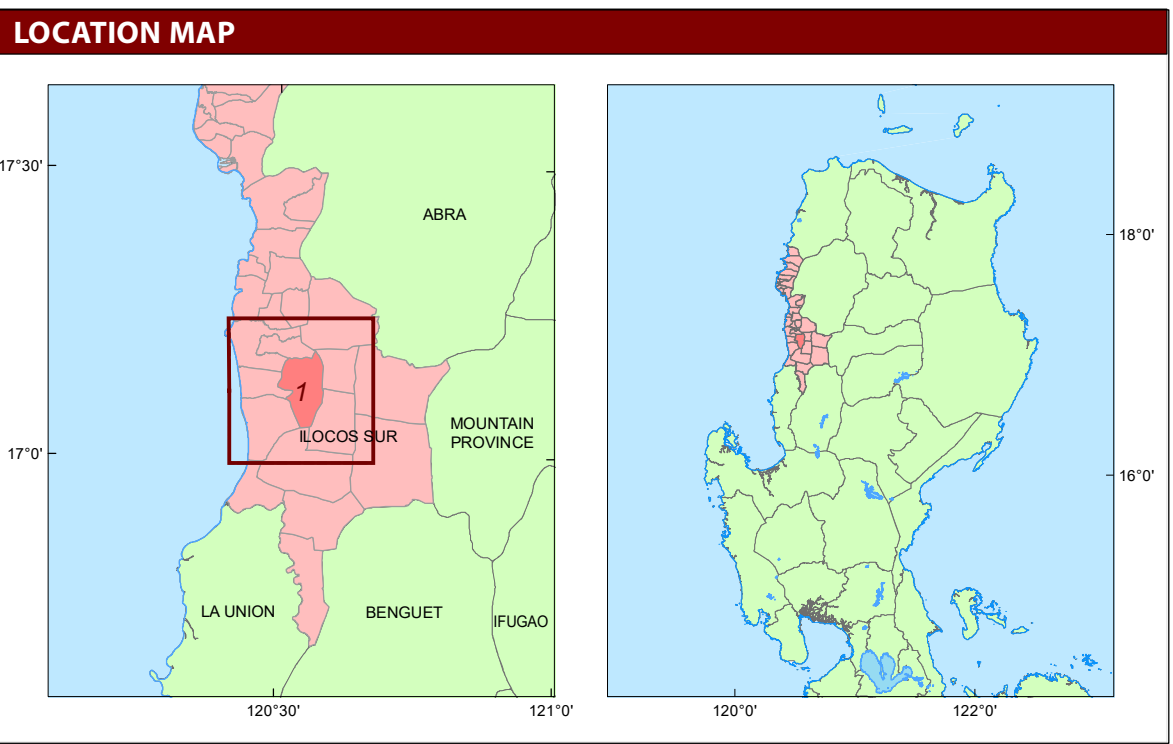 LOCATION MAP
17°30'
ABRA
18°0'
1
ILOCOS SUR
MOUNTAIN
PROVINCE
17°0'
16°0'
LA UNION
BENGUET
IFUGAO
120°30'
121°0'
120°0'
122°0'